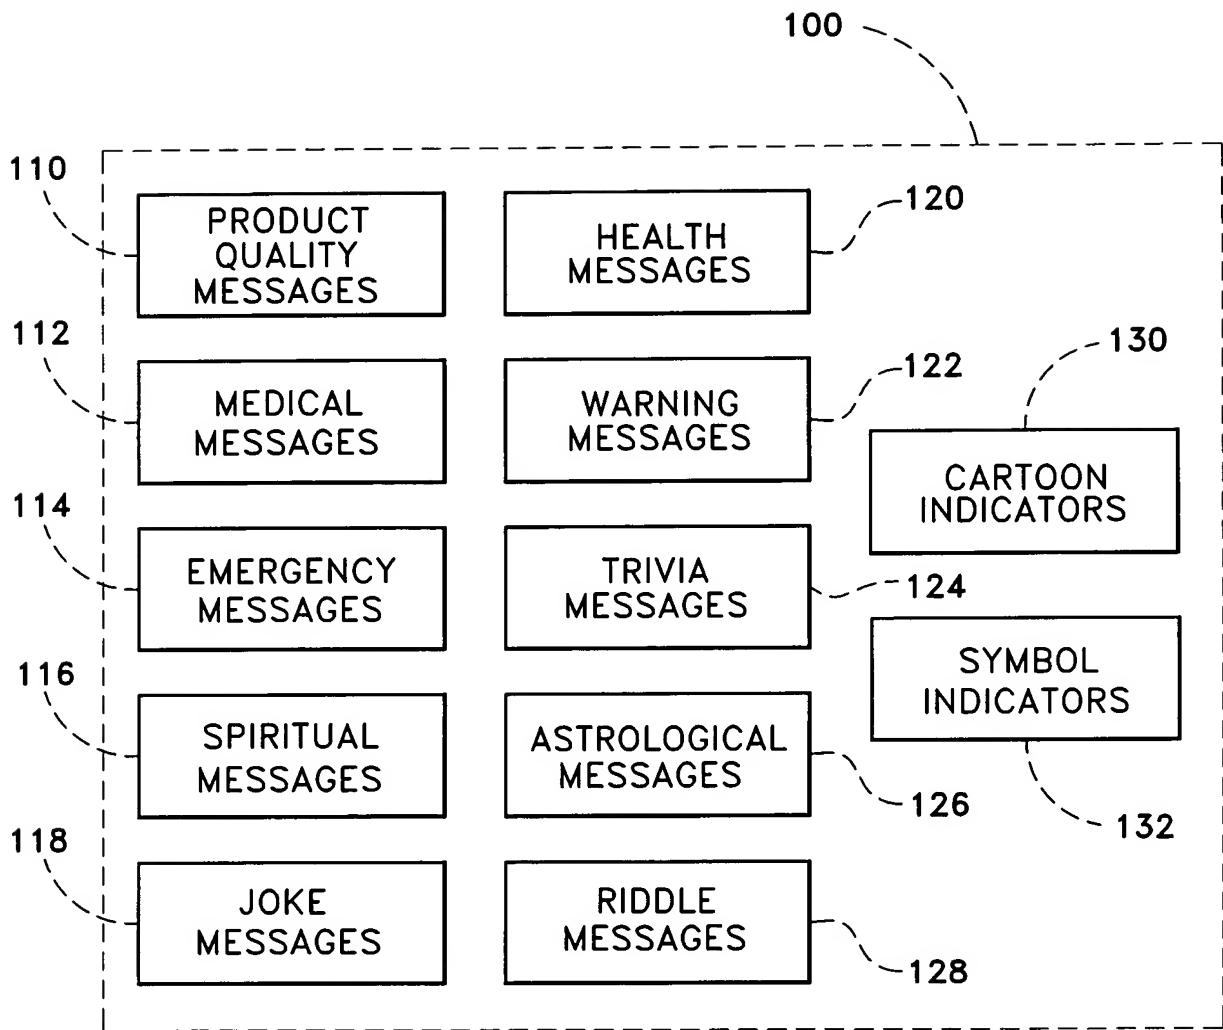 100
110
PRODUCT
QUALITY
MESSAGES
HEALTH
MESSAGES
120
112
MEDICAL
MESSAGES
WARNING
MESSAGES
122
130
CARTOON
INDICATORS
114
EMERGENCY
MESSAGES
TRIVIA
MESSAGES
124
SYMBOL
INDICATORS
132
116
SPIRITUAL
MESSAGES
ASTROLOGICAL
MESSAGES
126
118
JOKE
MESSAGES
RIDDLE
MESSAGES
128